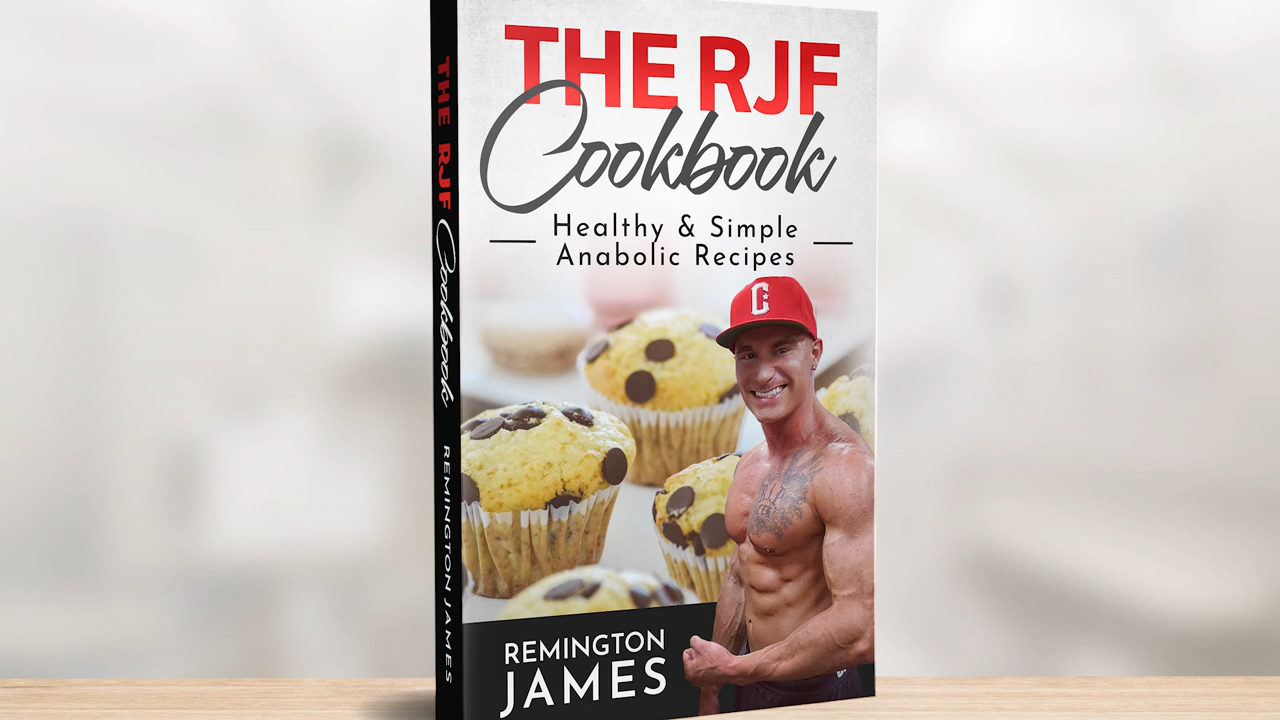 THE RJF
Cookbook
Healthy & Simple
Anabolic Recipes
C
REMINGTON
JAMES
THE RJF Cookbook REMINGTON JAMES